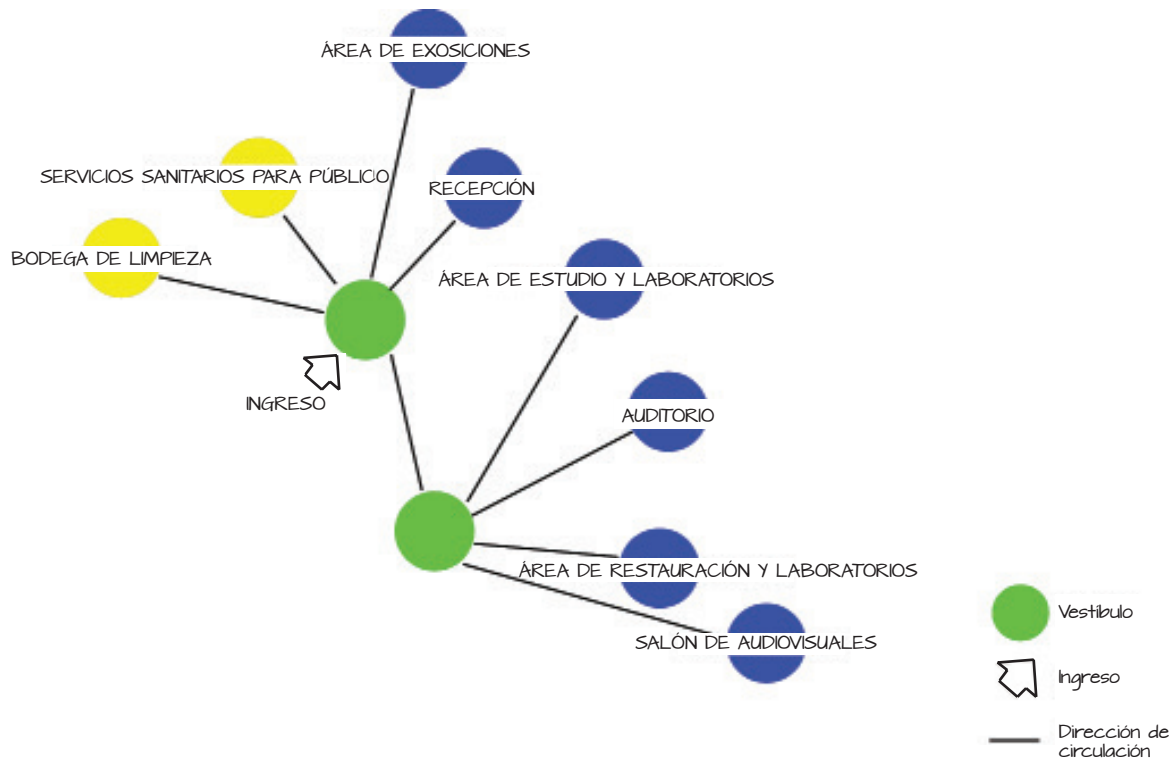 ÁREA DE EXOSICIONES
SERVICIOS SANITARIOS PARA PÚBLICO
RECEPCIÓN
BODEGA DE LIMPIEZA
ÁREA DE ESTUDIO Y LABORATORIOS
INGRESO
AUDITORIO
ÁREA DE RESTAURACIÓN Y LABORATORIOS
SALÓN DE AUDIOVISUALES
Vestíbulo
Ingreso
Dirección de
circulación